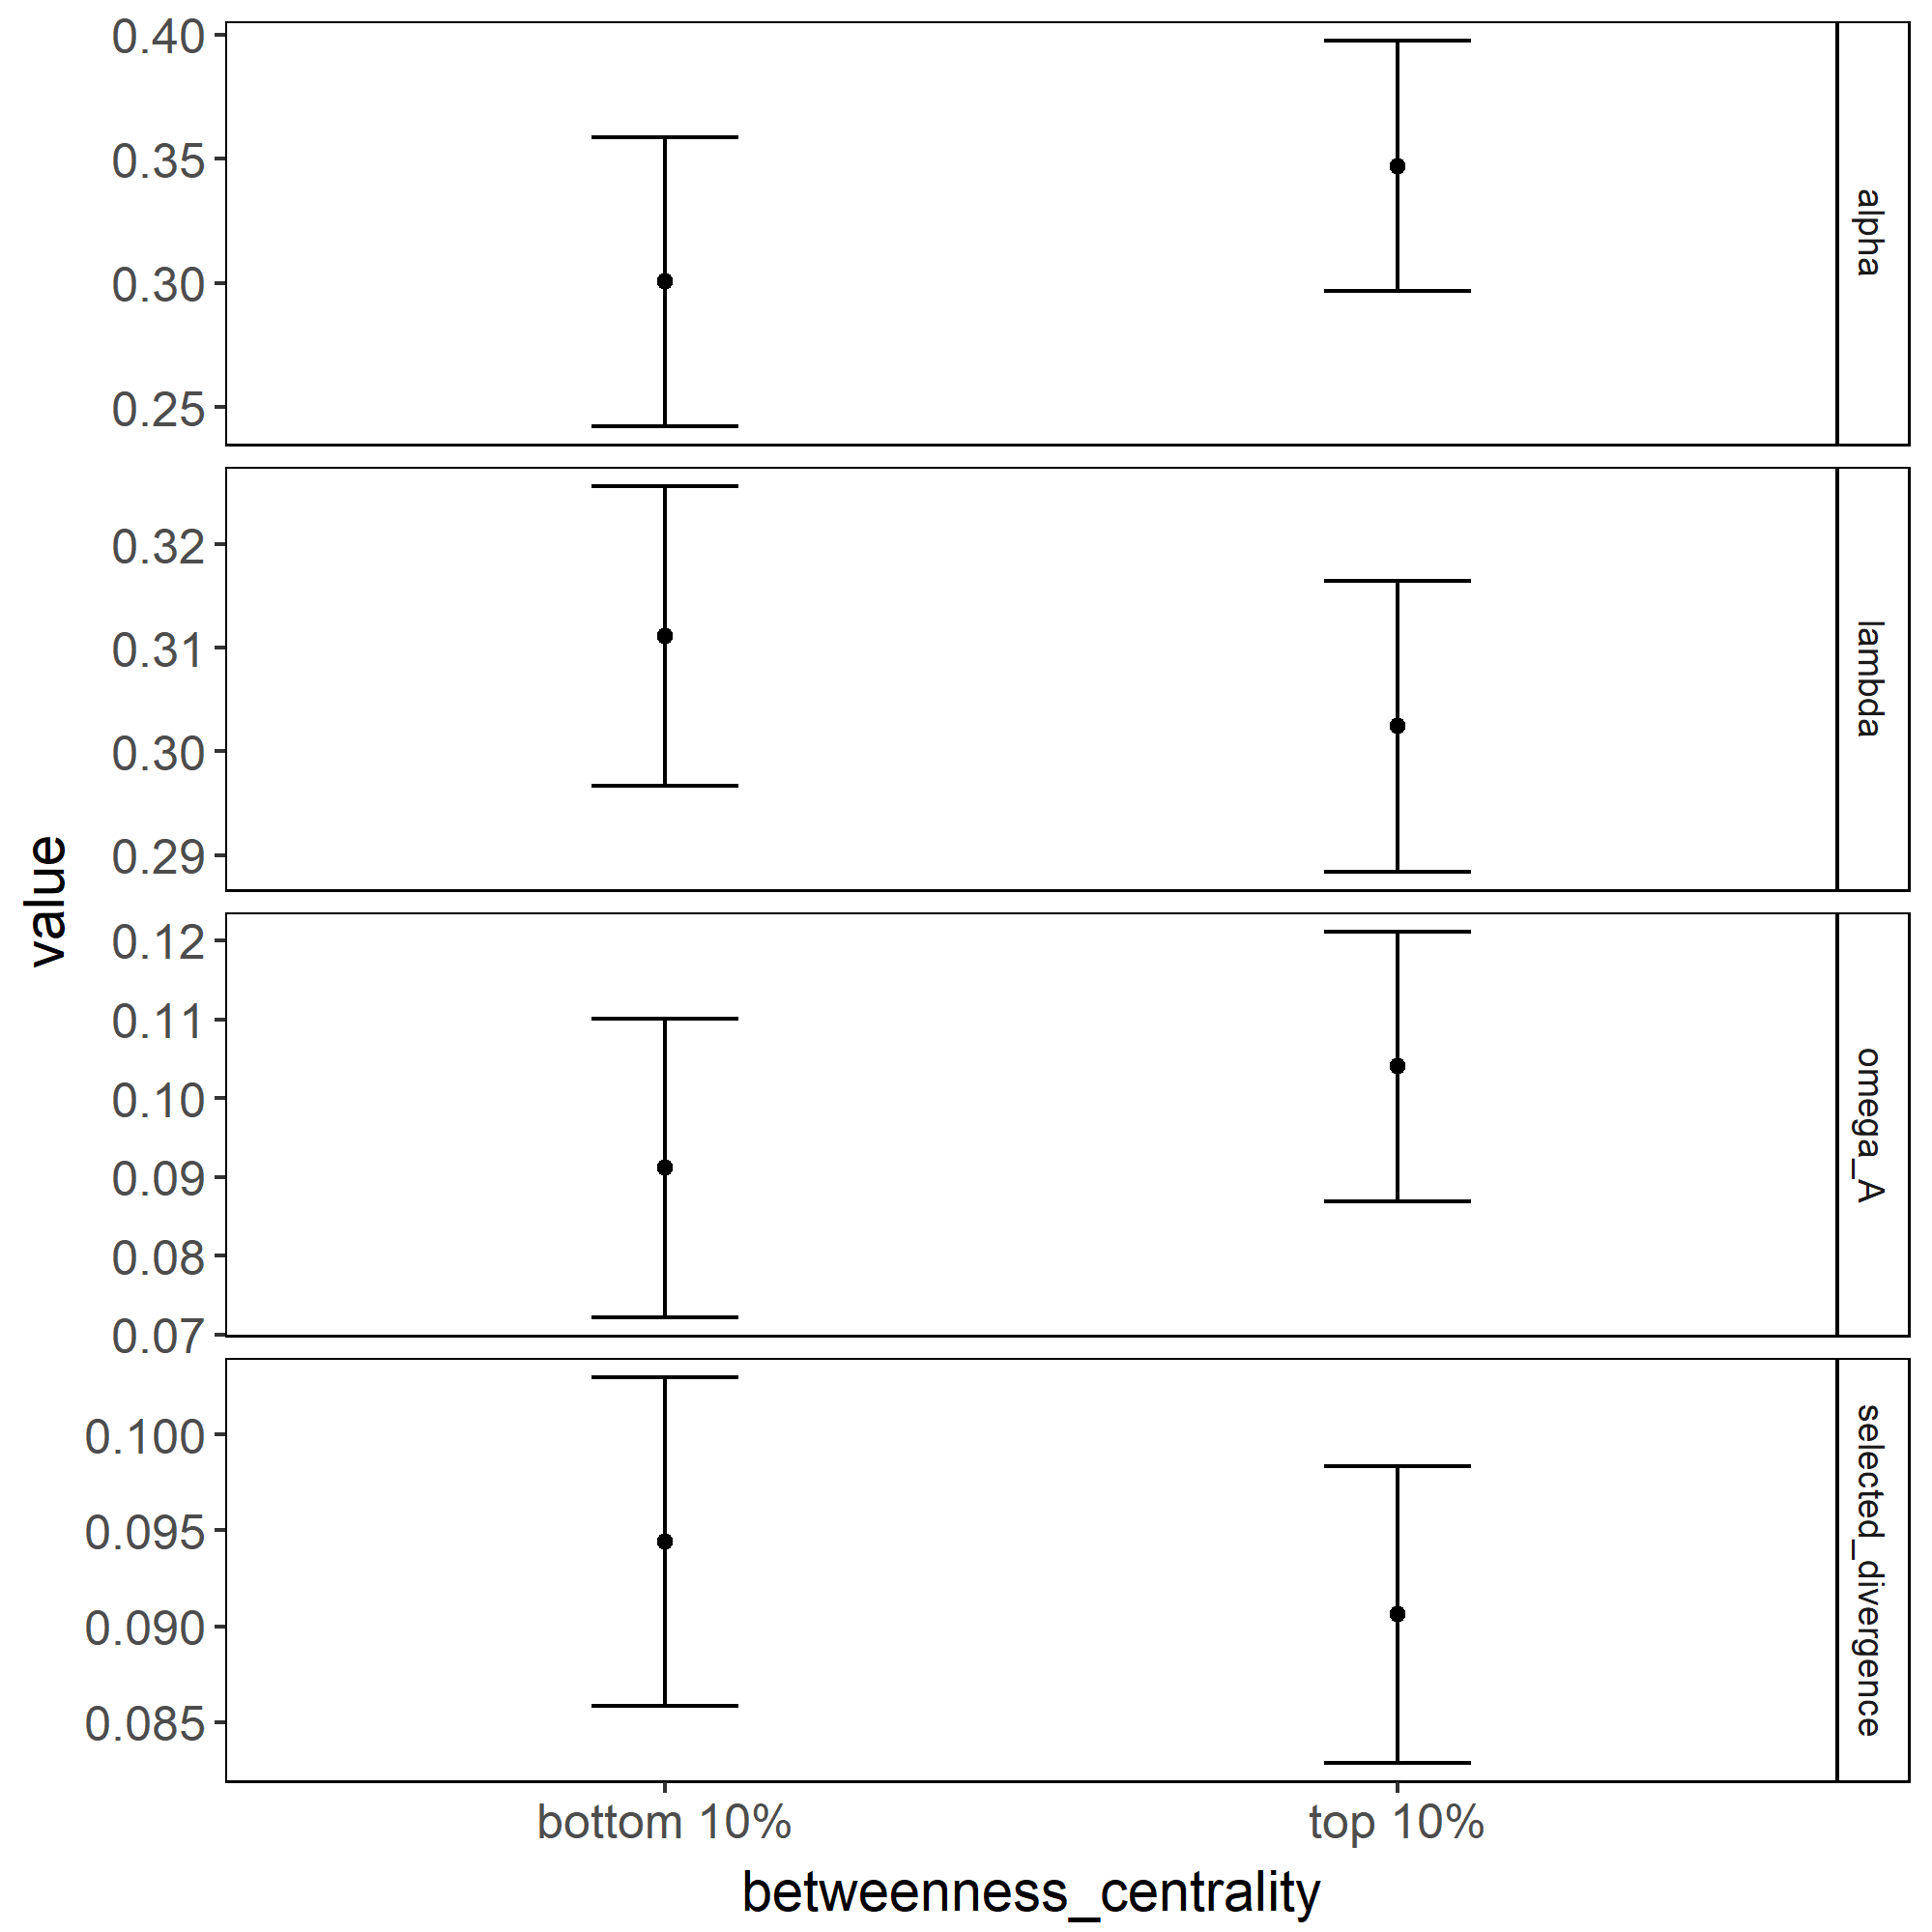 value
0.40
0.35
0.30
0.25
alpha
0.32
0.31
0.30
0.29
lambda
0.12
0.11
0.10
0.09
0.08
0.07
omega_A
0.100
0.095
0.090
0.085
selected_divergence
bottom 10%
top 10%
betweenness_centrality